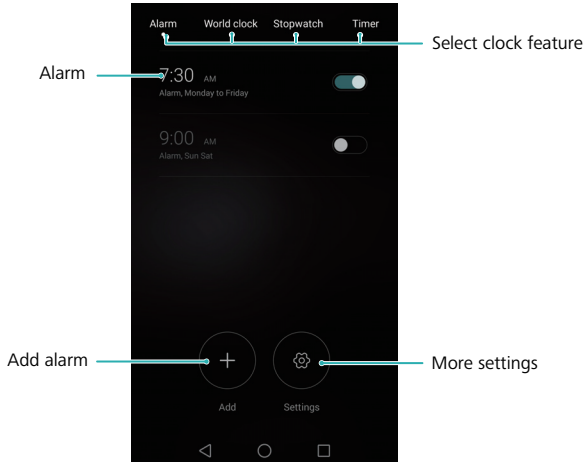 Alarm World clock Stopwatch Timer
Select clock feature
Alarm
7:30 AM
Alarm, Monday to Friday
9:00 AM
Alarm, Sun Sat
Add alarm
More settings
Add Settings